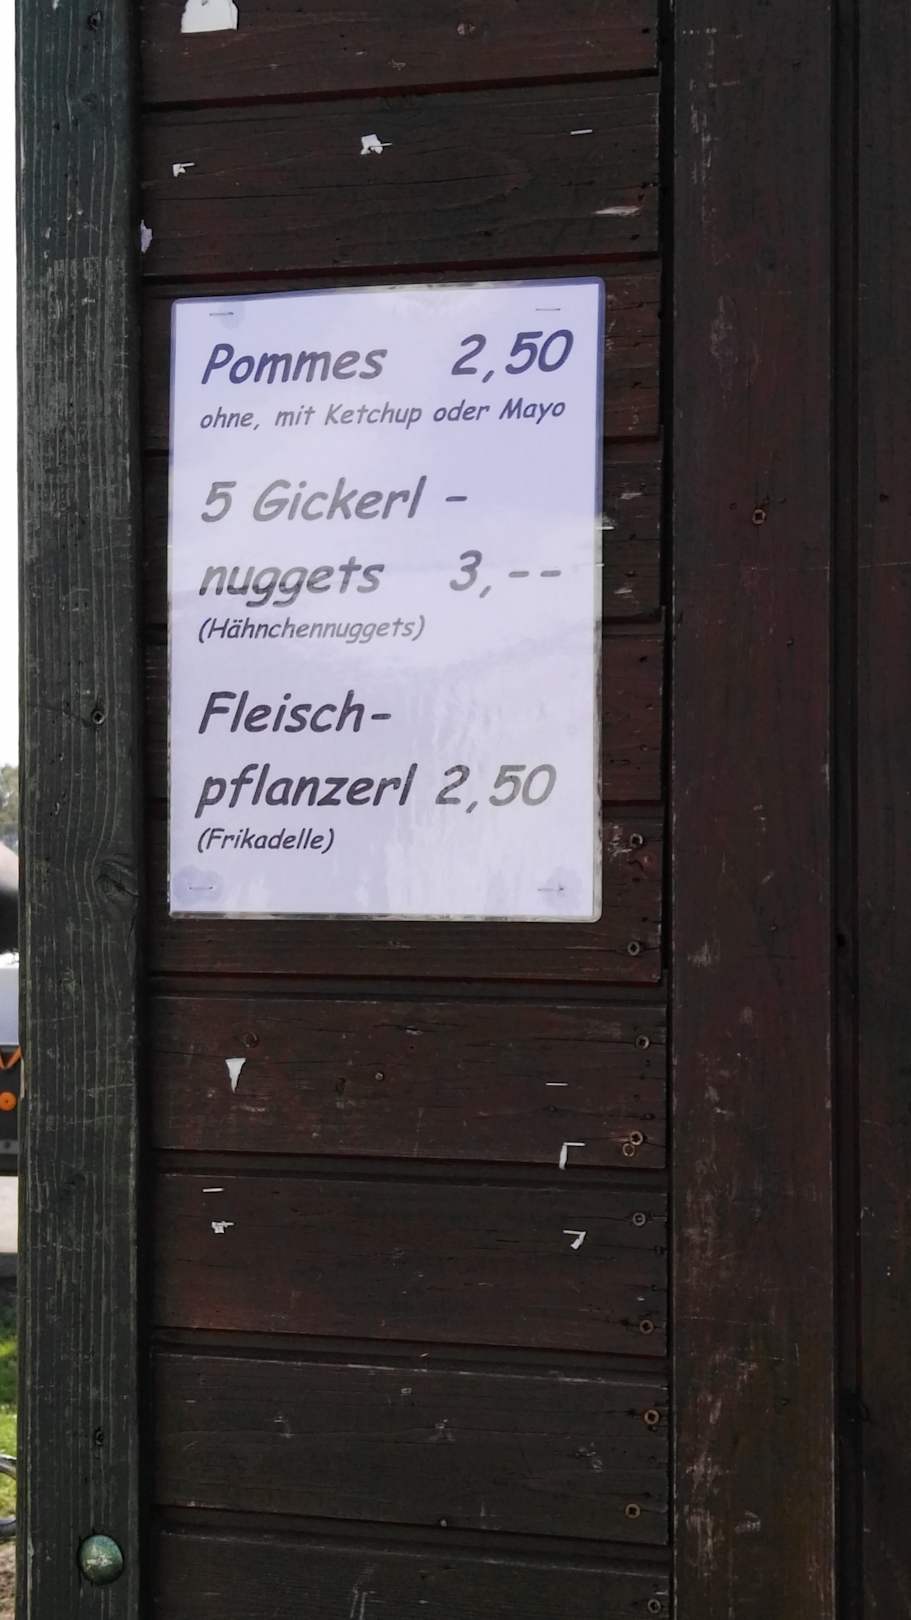 Pommes 2,50
ohne, mit Ketchup oder Mayo
5 Gickerl -
nuggets 3,--
(Hähnchennuggets)
Fleisch-
pflanzerl 2,50
(Frikadelle)